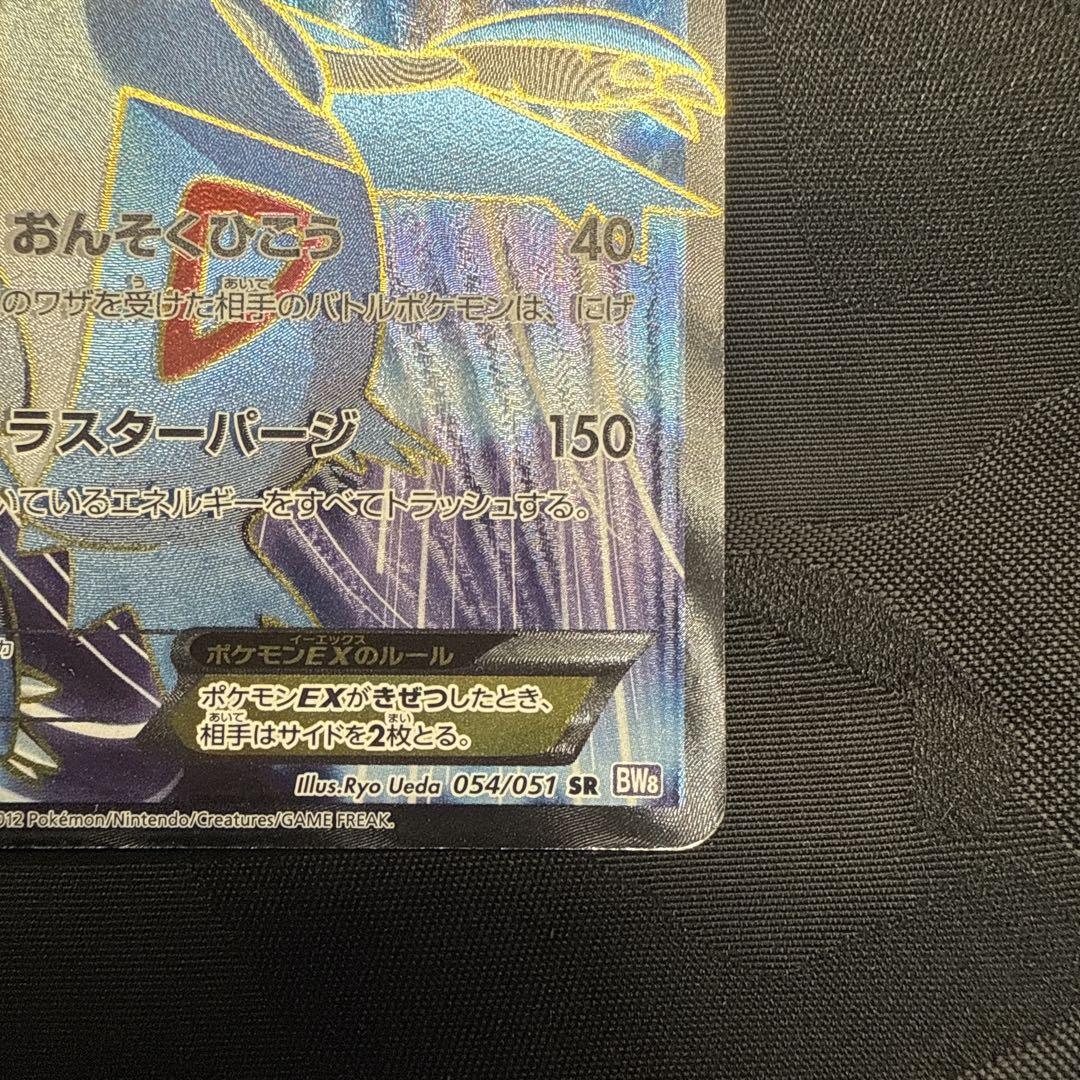 おんそくひこう 40
のワザを受けた相手のバトルポケモンは、にげ
ラスターパージ 150
いているエネルギーをすべてトラッシュする。
ポケモンEXのルール
ポケモンEXがきぜつしたとき、
相手はサイドを2枚とる。
Illus.Ryo Ueda 054/051 SR BW8
012 Pokémon/Nintendo/Creatures/GAME FREAK.